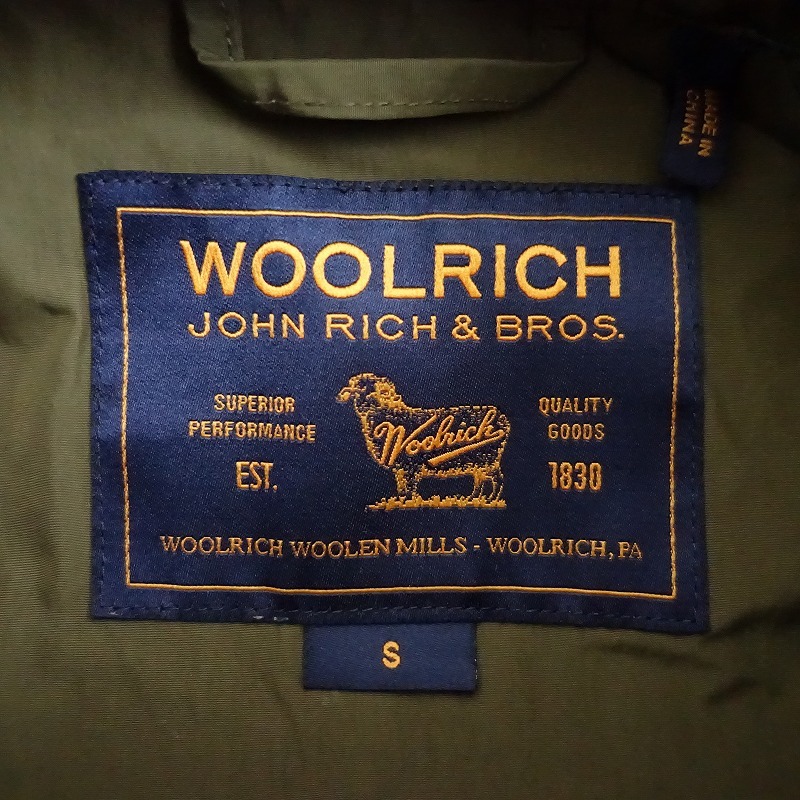 MADE IN
CHINA
WOOLRICH
JOHN RICH & BROS.
SUPERIOR
PERFORMANCE
EST.
Woolrich
QUALITY
GOODS
1830
WOOLRICH WOOLEN MILLS - WOOLRICH, PA
S